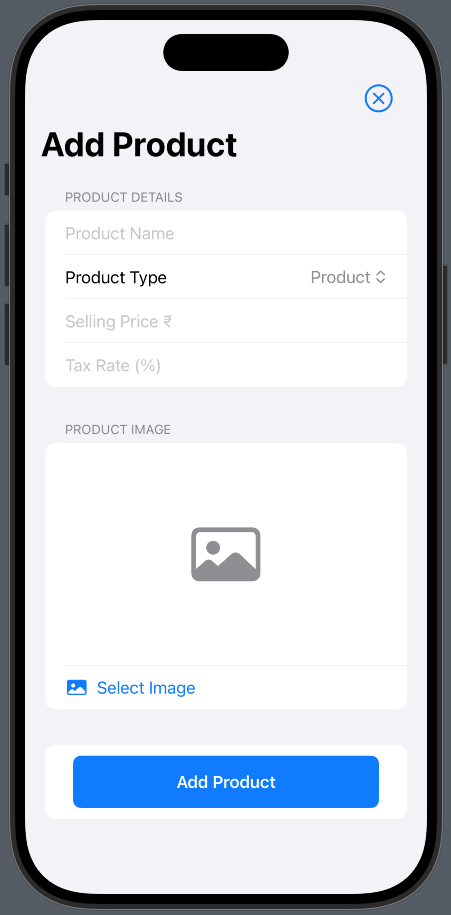 Add Product
PRODUCT DETAILS
Product Name
Product Type Product
Selling Price ₹
Tax Rate (%)
PRODUCT IMAGE
Select Image
Add Product